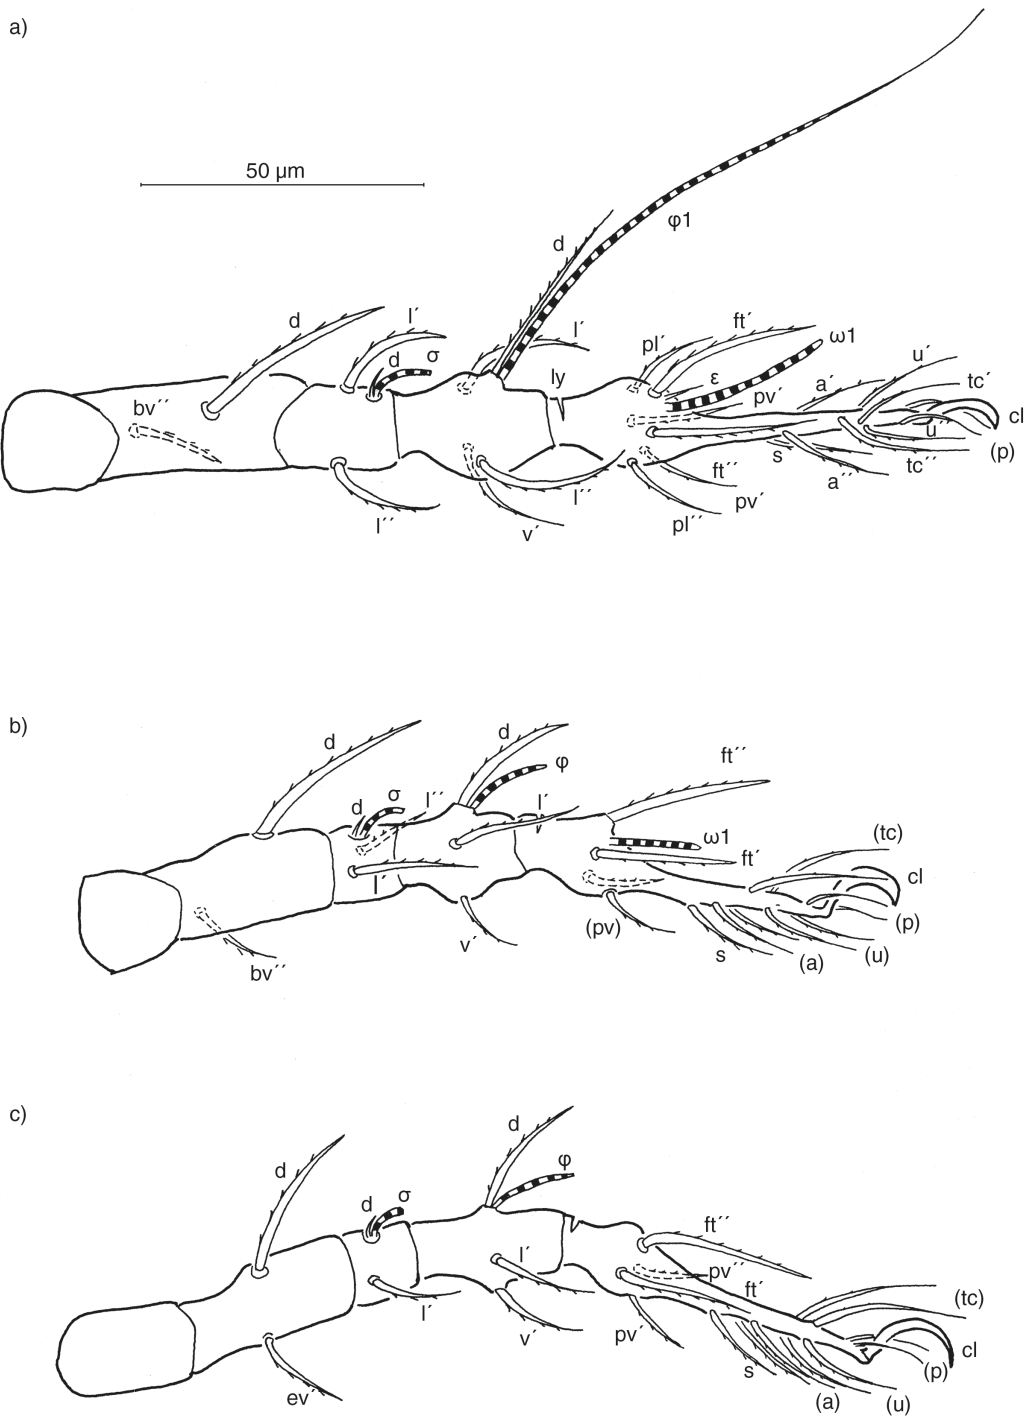 a)
50 µm
φ1
d
d
l´
d
σ
l´
ly
pl´
ft´
ω1
ε
pv´
a´
u´
tc´
cl
bv´´
u´´
(p)
s
tc´´
a´´
ft´´
l´´
l´´
pv´
v´
pl´´
b)
d
d
φ
ft´´
d
σ
l´´
l´
ω1
(tc)
ft´
cl
l´
(pv)
(p)
v´
s
(a)
(u)
bv´´
c)
d
d
φ
d
σ
ft´´
l´
pv´´
ft´
l´
(tc)
v´
pv´
cl
s
(p)
ev´
(a)
(u)